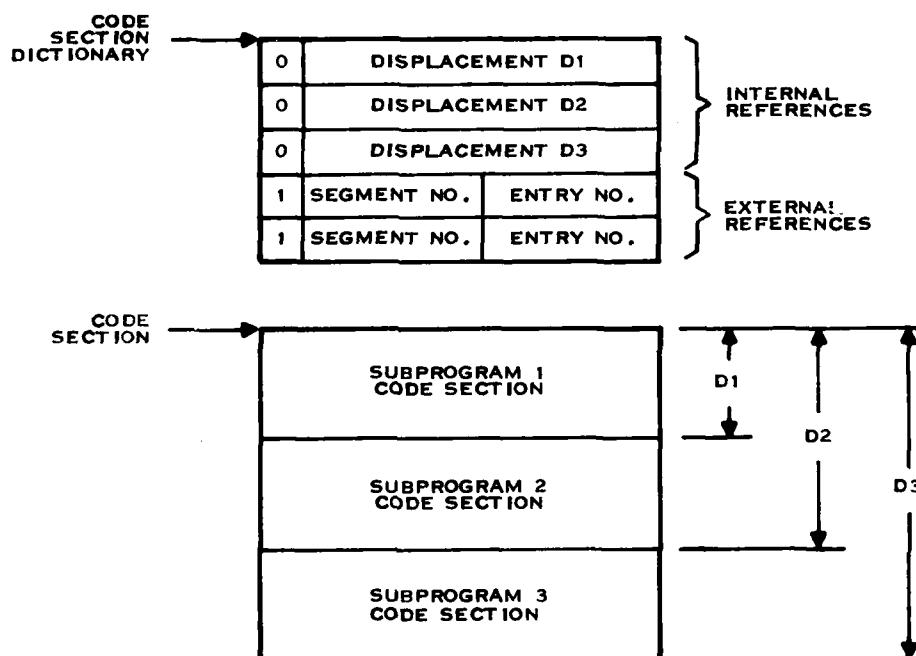 CODE
SECTION
DICTIONARY
0 DISPLACEMENT D1
0 DISPLACEMENT D2
0 DISPLACEMENT D3
1 SEGMENT NO. ENTRY NO.
1 SEGMENT NO. ENTRY NO.
INTERNAL
REFERENCES
EXTERNAL
REFERENCES
CODE
SECTION
SUBPROGRAM 1
CODE SECTION
SUBPROGRAM 2
CODE SECTION
SUBPROGRAM 3
CODE SECTION
D1
D2
D3